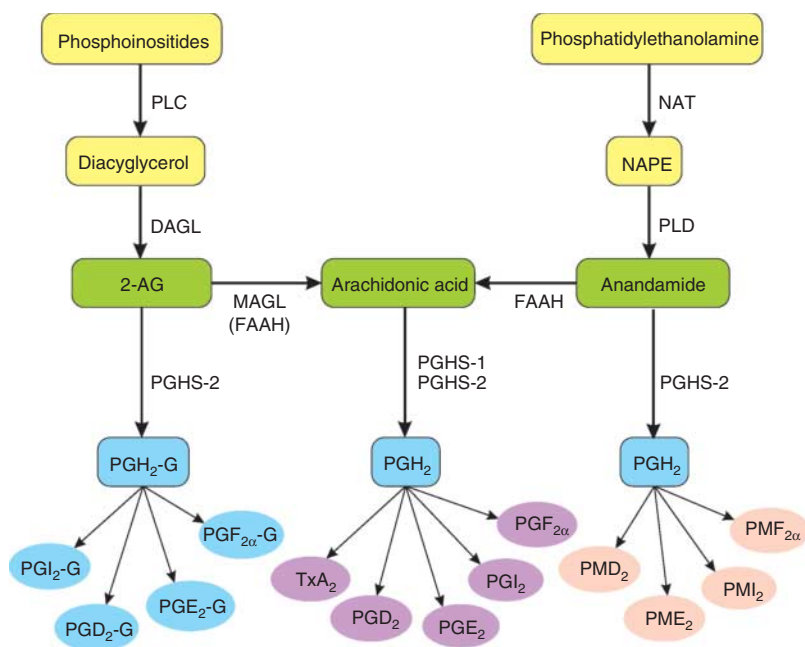 Phosphoinositides
Phosphatidylethanolamine
PLC
NAT
Diacyglycerol
NAPE
DAGL
PLD
2-AG
Arachidonic acid
Anandamide
MAGL
(FAAH)
FAAH
PGHS-2
PGHS-1
PGHS-2
PGHS-2
PGH₂-G
PGH₂
PGH₂
PGI₂-G
PGD₂-G
PGE₂-G
PGF₂α-G
TxA₂
PGD₂
PGE₂
PGI₂
PGF₂α
PMD₂
PME₂
PMI₂
PMF₂α